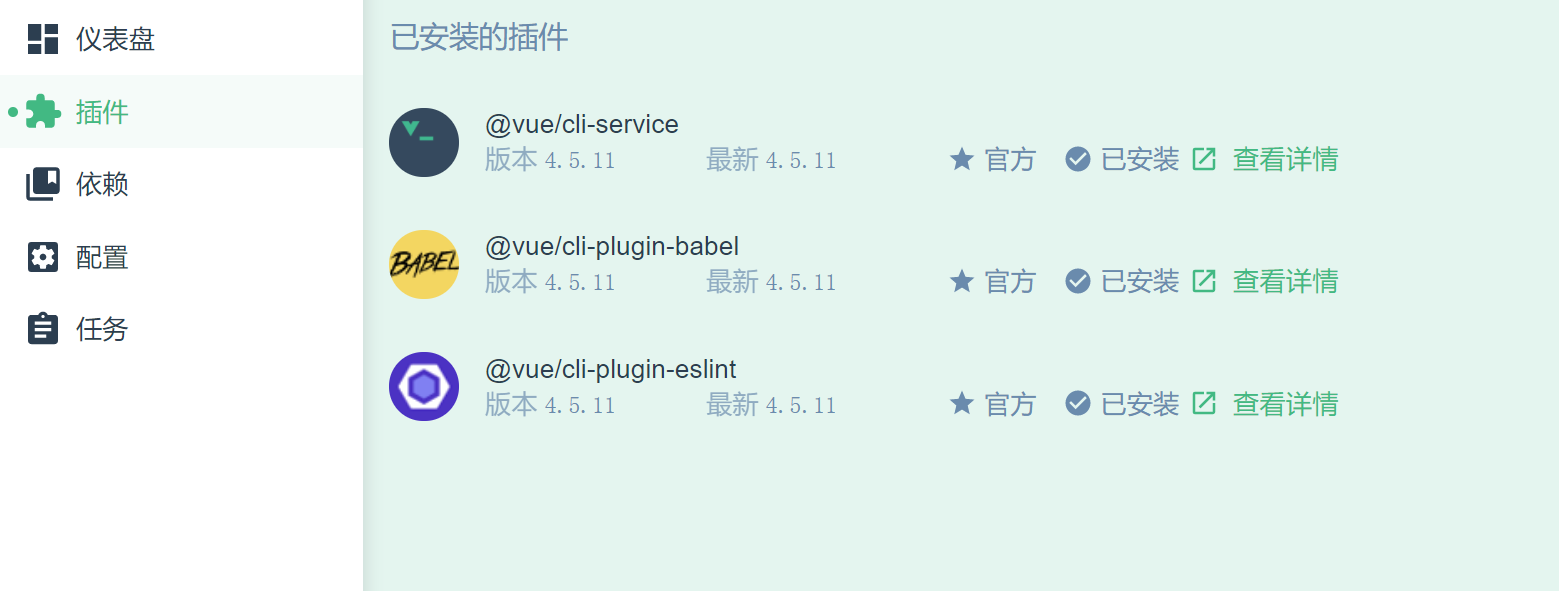 仪表盘
插件
依赖
配置
任务
已安装的插件
@vue/cli-service
版本 4.5.11 最新 4.5.11 官方 已安装 查看详情
BABEL
@vue/cli-plugin-babel
版本 4.5.11 最新 4.5.11 官方 已安装 查看详情
@vue/cli-plugin-eslint
版本 4.5.11 最新 4.5.11 官方 已安装 查看详情